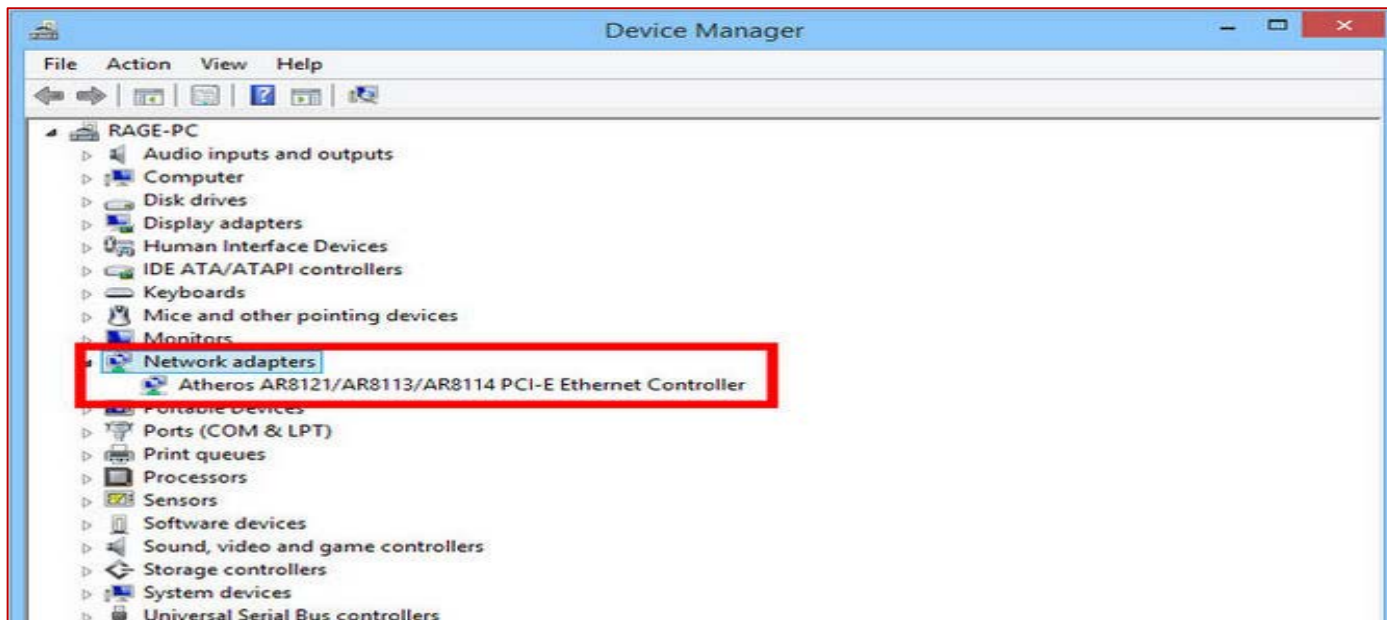 Device Manager
File Action View Help
RAGE-PC
Audio inputs and outputs
Computer
Disk drives
Display adapters
Human Interface Devices
IDE ATA/ATAPI controllers
Keyboards
Mice and other pointing devices
Monitors
Network adapters
Atheros AR8121/AR8113/AR8114 PCI-E Ethernet Controller
Portable Devices
Ports (COM & LPT)
Print queues
Processors
Sensors
Software devices
Sound, video and game controllers
Storage controllers
System devices
Universal Serial Bus controllers